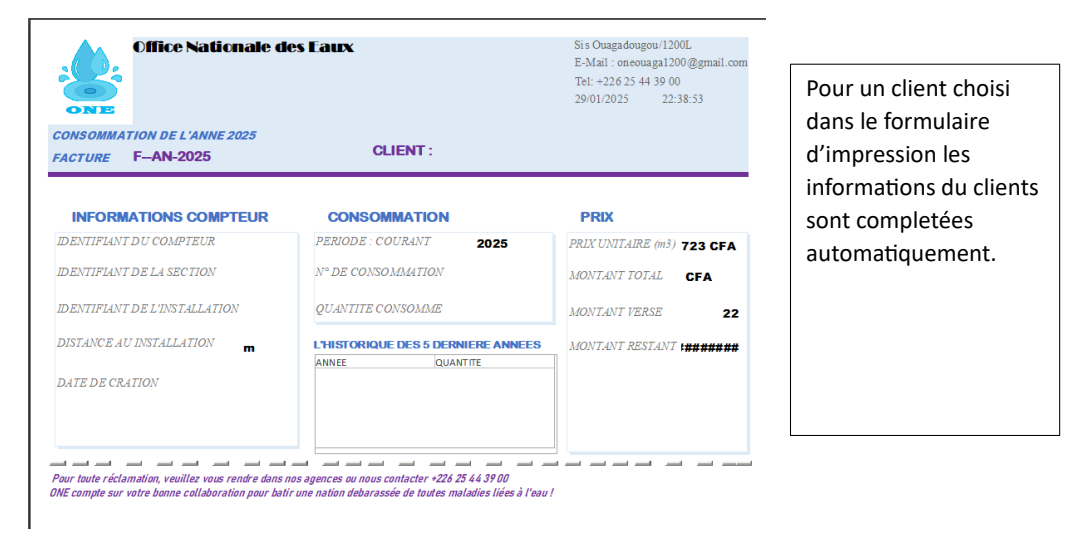 Office Nationale des Eaux
Sis Ouagadougou/1200L
E-Mail : oneouaga1200@gmail.com
Tel: +226 25 44 39 00
29/01/2025 22:38:53
ONE
CONSOMMATION DE L'ANNE 2025
FACTURE F--AN-2025
CLIENT :
INFORMATIONS COMPTEUR
IDENTIFIANT DU COMPTEUR
IDENTIFIANT DE LA SECTION
IDENTIFIANT DE L'INSTALLATION
DISTANCE AU INSTALLATION m
DATE DE CRATION
CONSOMMATION
PERIODE : COURANT 2025
N° DE CONSOMMATION
QUANTITE CONSOMME
L'HISTORIQUE DES 5 DERNIERE ANNEES
ANNEE QUANTITE
PRIX
PRIX UNITAIRE (m3) 723 CFA
MONTANT TOTAL CFA
MONTANT VERSE 22
MONTANT RESTANT ########
Pour toute réclamation, veuillez vous rendre dans nos agences ou nous contacter +226 25 44 39 00
ONE compte sur votre bonne collaboration pour batir une nation debarassée de toutes maladies liées à l'eau !
Pour un client choisi
dans le formulaire
d'impression les
informations du clients
sont completées
automatiquement.